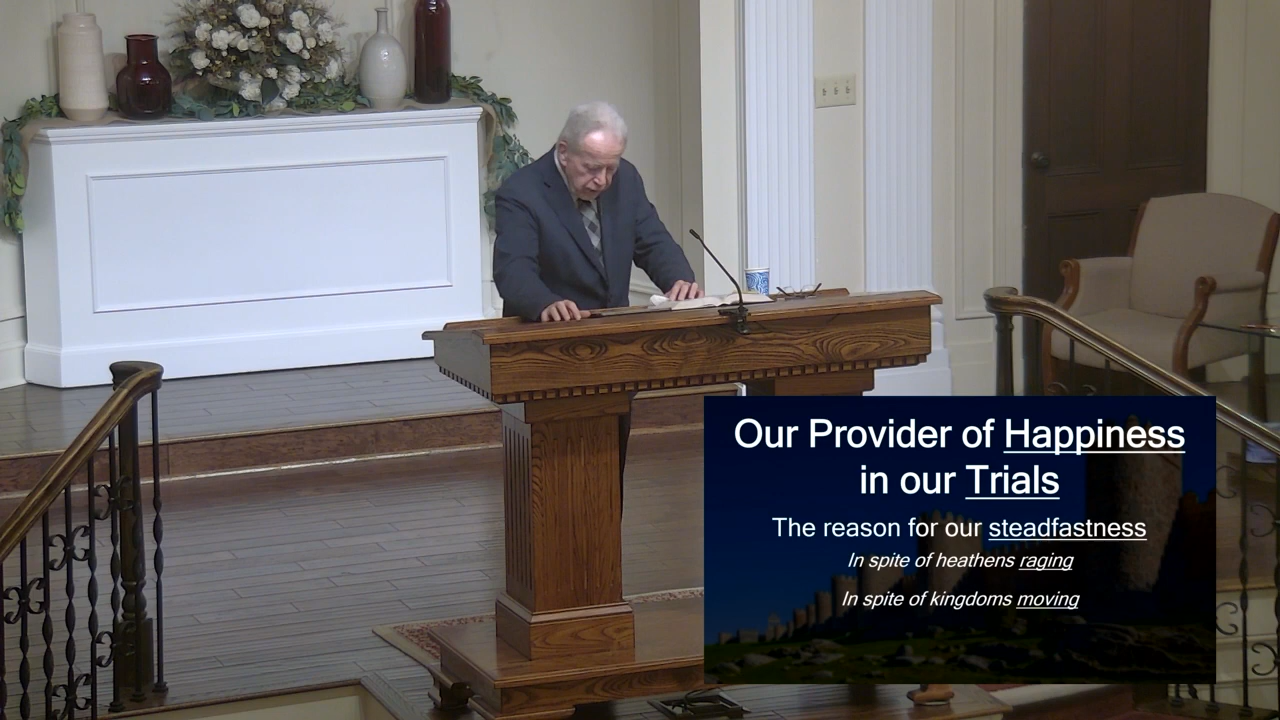 Our Provider of Happiness
in our Trials
The reason for our steadfastness
In spite of heathens raging
In spite of kingdoms moving